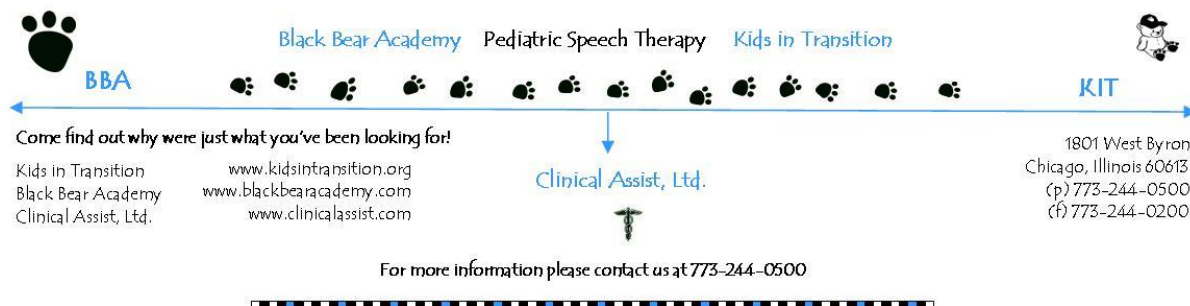 Black Bear Academy Pediatric Speech Therapy Kids in Transition
BBA
KIT
Come find out why were just what you've been looking for!
Kids in Transition www.kidsintransition.org
Black Bear Academy www.blackbearacademy.com
Clinical Assist, Ltd. www.clinicalassist.com
Clinical Assist, Ltd.
1801 West Byron
Chicago, Illinois 60613
(p) 773-244-0500
(f) 773-244-0200
For more information please contact us at 773-244-0500